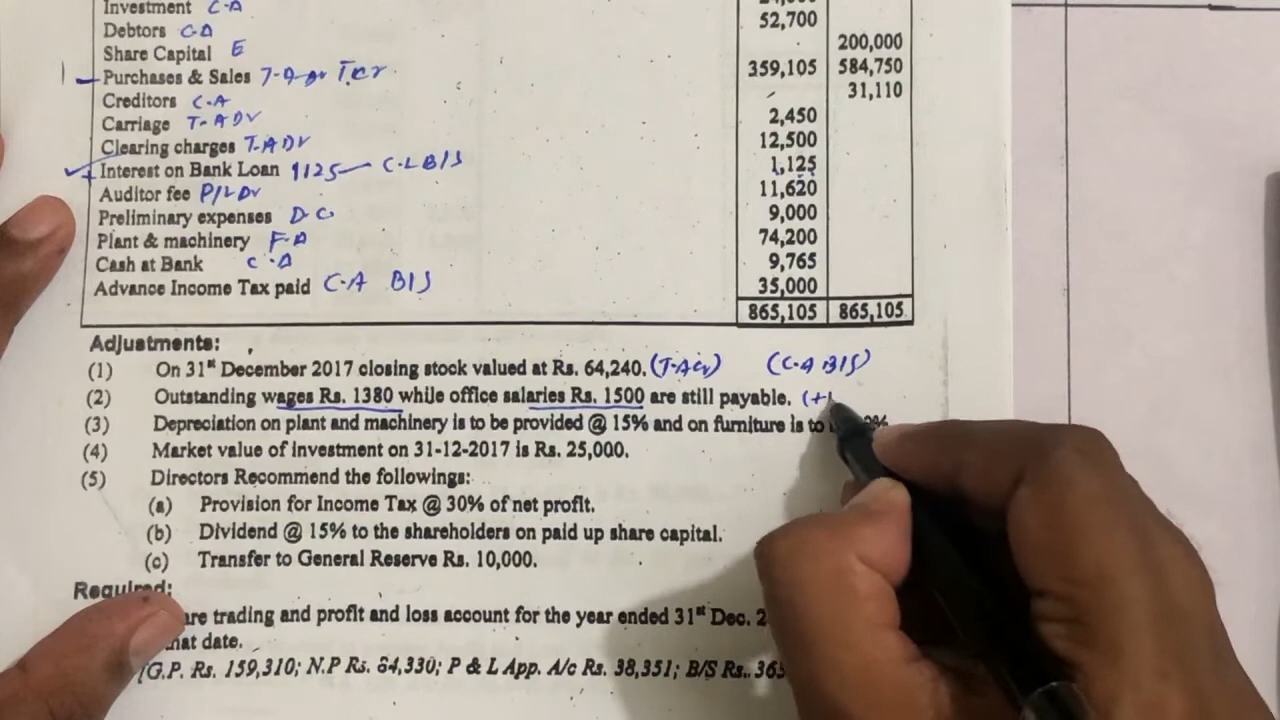 Investment C-A
Debtors C-A 52,700
Share Capital E 200,000
Purchases & Sales 359,105 584,750
Creditors C-A 31,110
Carriage T-A Dr 2,450
Clearing charges T.A Dr 12,500
Interest on Bank Loan 1125 — C-L B/S 1,125
Auditor fee P/L Dr 11,620
Preliminary expenses 9,000
Plant & machinery F-A 74,200
Cash at Bank C-A 9,765
Advance Income Tax paid C-A B/S 35,000
865,105 865,105
Adjustments:
(1) On 31st December 2017 closing stock valued at Rs. 64,240. (T-A Cr) (C-A B/S)
(2) Outstanding wages Rs. 1380 while office salaries Rs. 1500 are still payable. (+
(3) Depreciation on plant and machinery is to be provided @ 15% and on furniture is to
(4) Market value of investment on 31-12-2017 is Rs. 25,000.
(5) Directors Recommend the followings:
(a) Provision for Income Tax @ 30% of net profit.
(b) Dividend @ 15% to the shareholders on paid up share capital.
(c) Transfer to General Reserve Rs. 10,000.
Required:
trading and profit and loss account for the year ended 31st Dec.
date.
[G.P. Rs. 159,310; N.P Rs. 64,330; P & L App. A/c Rs. 38,351; B/S Rs..